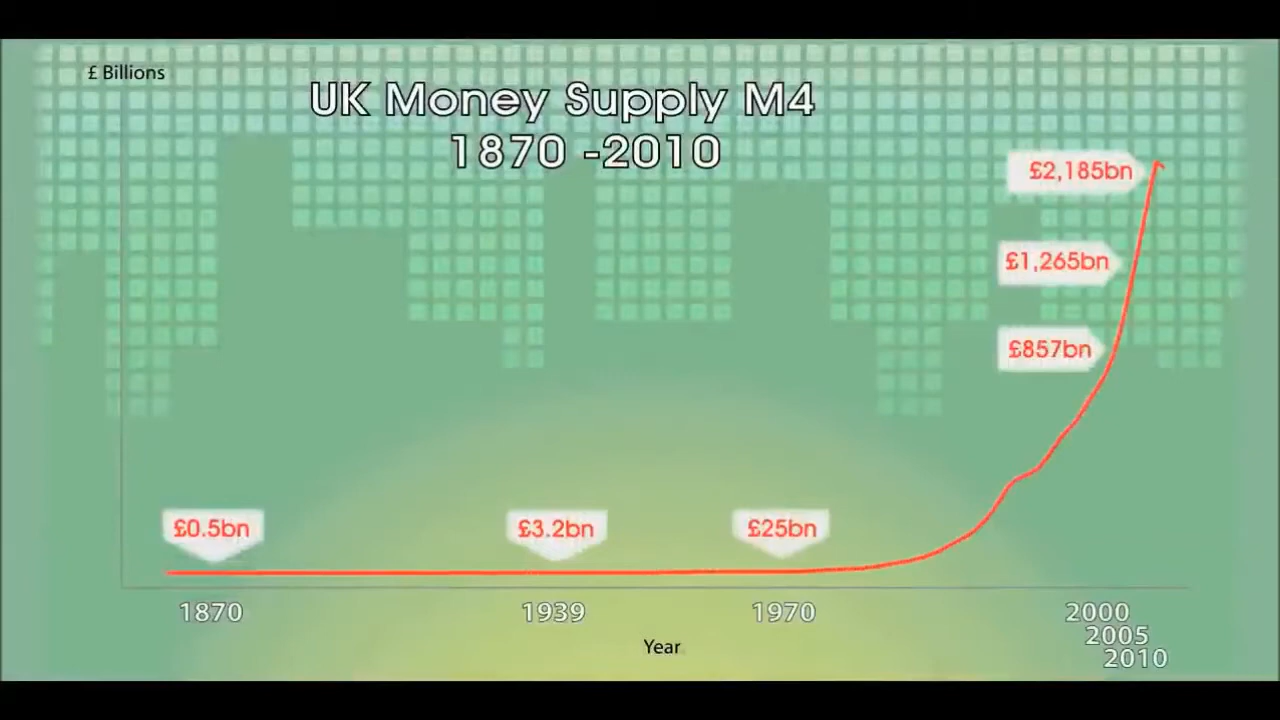 £ Billions
UK Money Supply M4
1870 -2010
£2,185bn
£1,265bn
£857bn
£0.5bn
£3.2bn
£25bn
1870
1939
1970
2000
2005
2010
Year